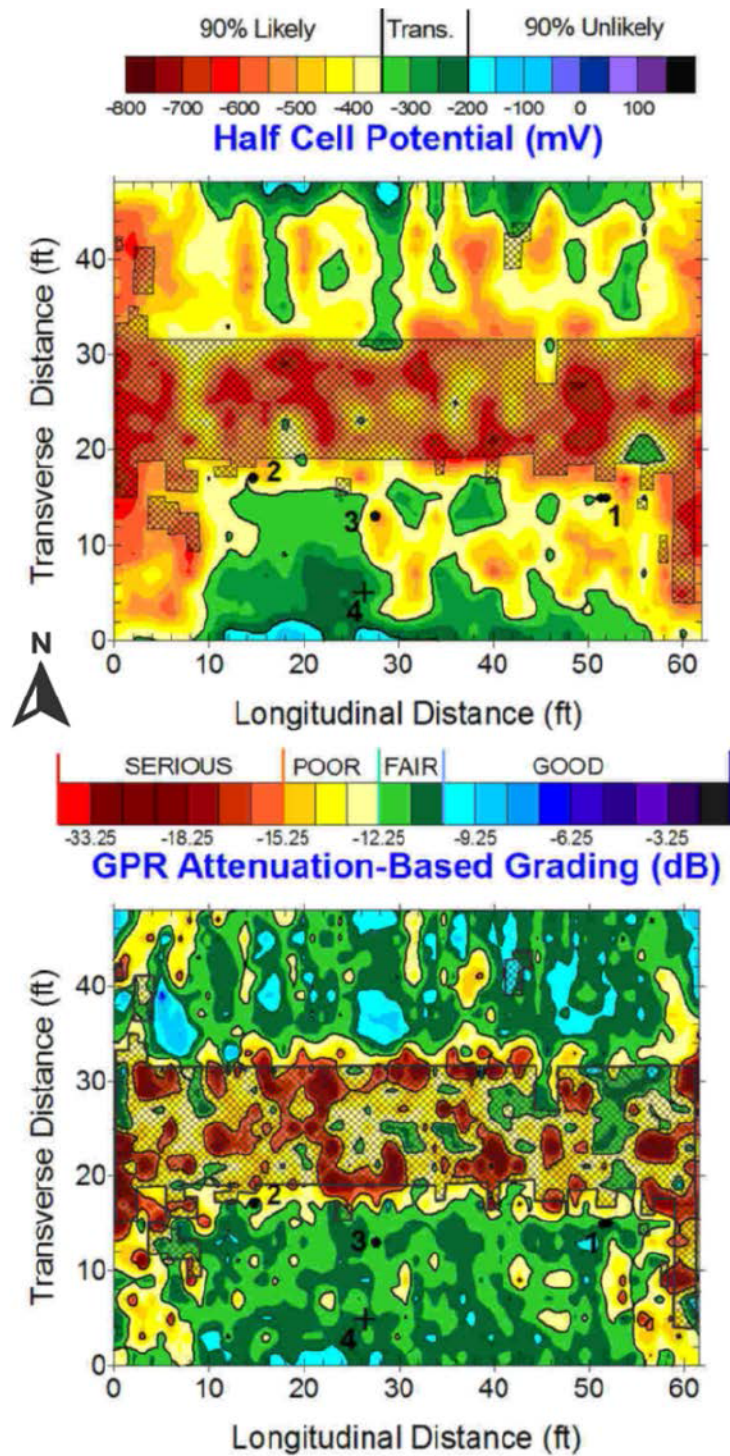 90% Likely Trans. 90% Unlikely
-800 -700 -600 -500 -400 -300 -200 -100 0 100
Half Cell Potential (mV)
Transverse Distance (ft)
40
30
20
10
0
2
3
1
4
0 10 20 30 40 50 60
N
Longitudinal Distance (ft)
SERIOUS POOR FAIR GOOD
-33.25 -18.25 -15.25 -12.25 -9.25 -6.25 -3.25
GPR Attenuation-Based Grading (dB)
Transverse Distance (ft)
40
30
20
10
0
2
3
1
4
0 10 20 30 40 50 60
Longitudinal Distance (ft)